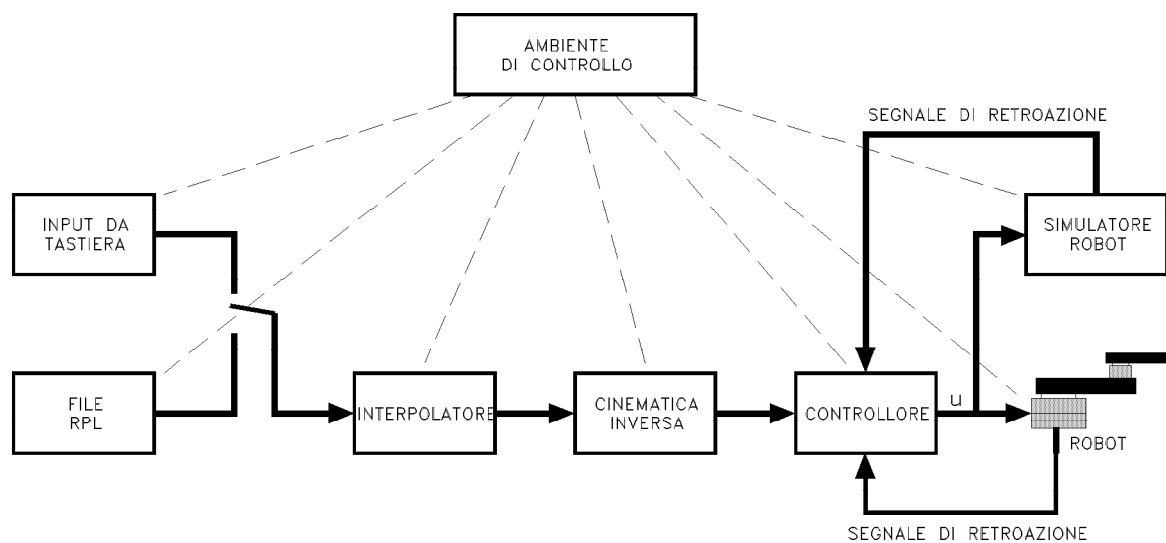 AMBIENTE
DI CONTROLLO
SEGNALE DI RETROAZIONE
INPUT DA
TASTIERA
SIMULATORE
ROBOT
FILE
RPL
INTERPOLATORE
CINEMATICA
INVERSA
CONTROLLORE
u
ROBOT
SEGNALE DI RETROAZIONE